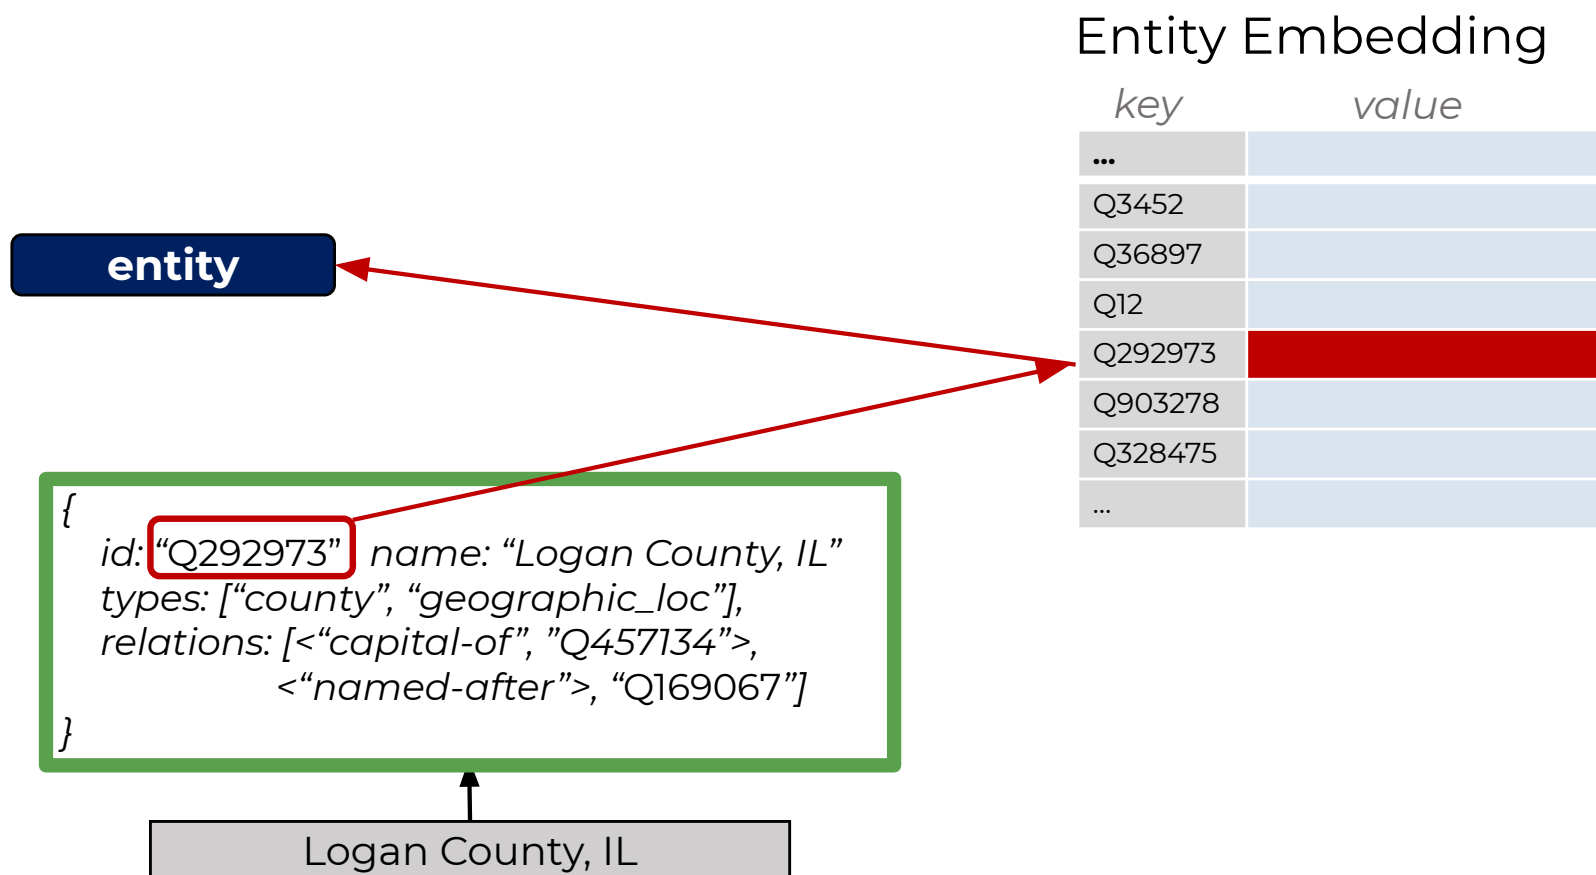 Entity Embedding
key value
...
Q3452
Q36897
Q12
Q292973
Q903278
Q328475
...
entity
{
id: “Q292973” name: “Logan County, IL”
types: [“county”, “geographic_loc”],
relations: [<“capital-of”, ”Q457134”>,
<“named-after”>, “Q169067”]
}
Logan County, IL